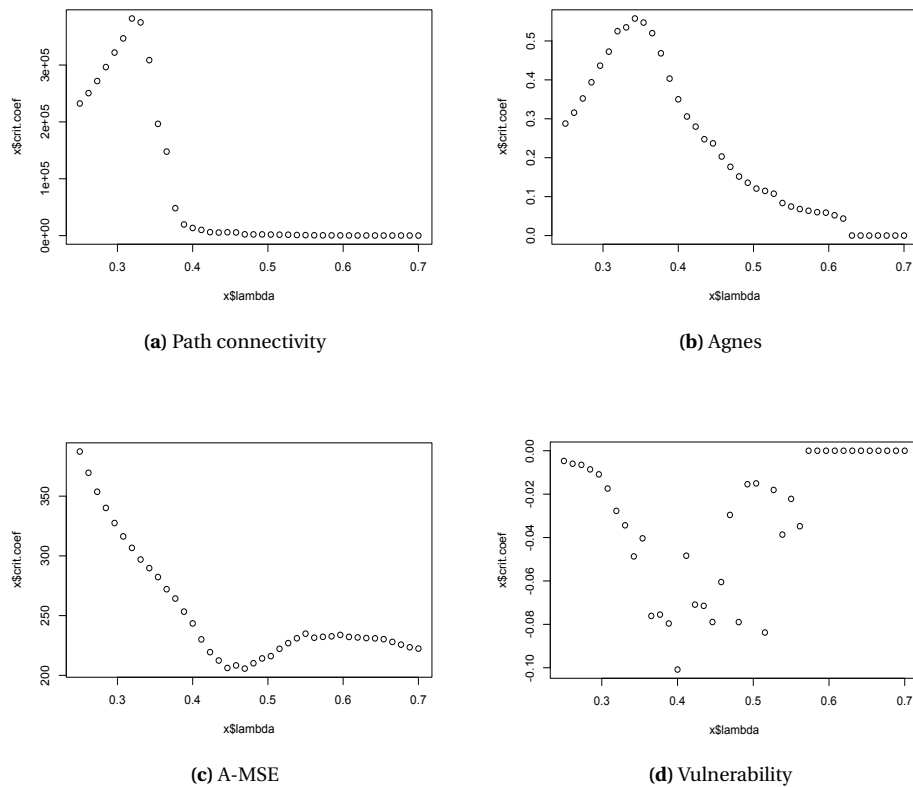 x$crit.coef
0e+00 1e+05 2e+05 3e+05
0.3 0.4 0.5 0.6 0.7
x$lambda
(a) Path connectivity
x$crit.coef
0.0 0.1 0.2 0.3 0.4 0.5
0.3 0.4 0.5 0.6 0.7
x$lambda
(b) Agnes
x$crit.coef
200 250 300 350
0.3 0.4 0.5 0.6 0.7
x$lambda
(c) A-MSE
x$crit.coef
-0.10 -0.08 -0.06 -0.04 -0.02 0.00
0.3 0.4 0.5 0.6 0.7
x$lambda
(d) Vulnerability